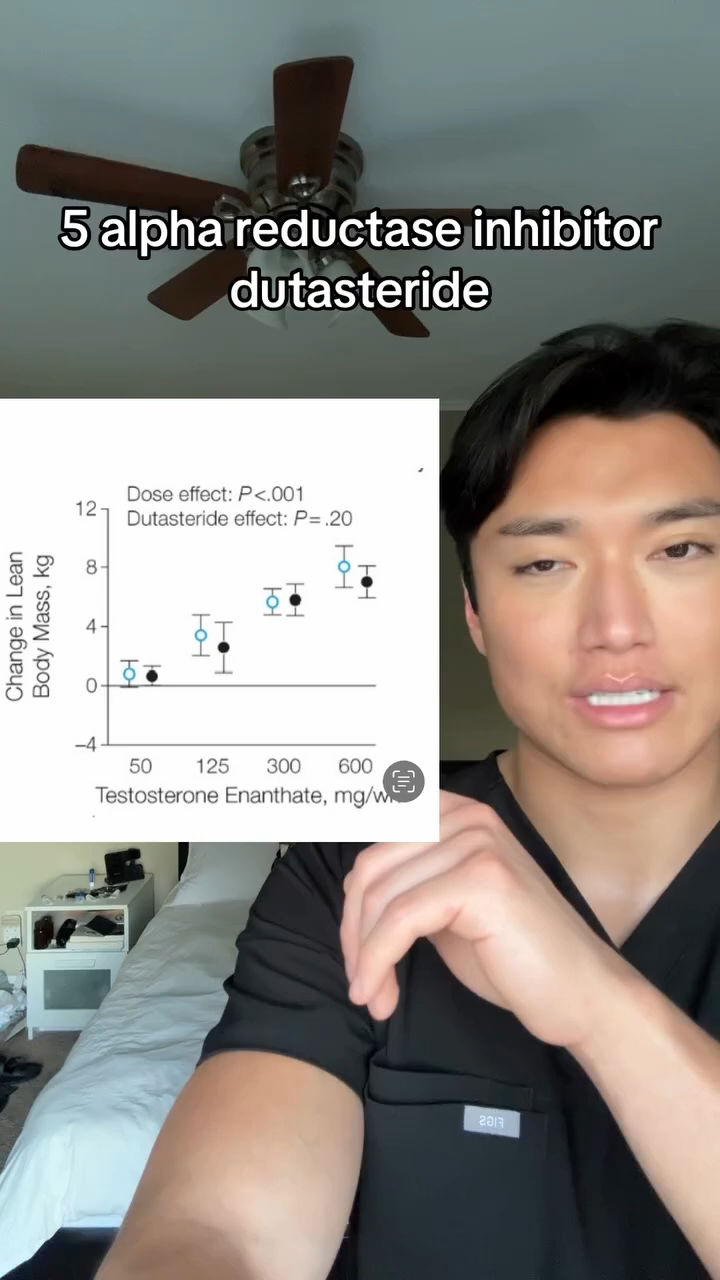 5 alpha reductase inhibitor
dutasteride
Dose effect: P<.001
Dutasteride effect: P=.20
12
8
4
0
−4
Change in Lean
Body Mass, kg
50 125 300 600
Testosterone Enanthate, mg/w
FIGS